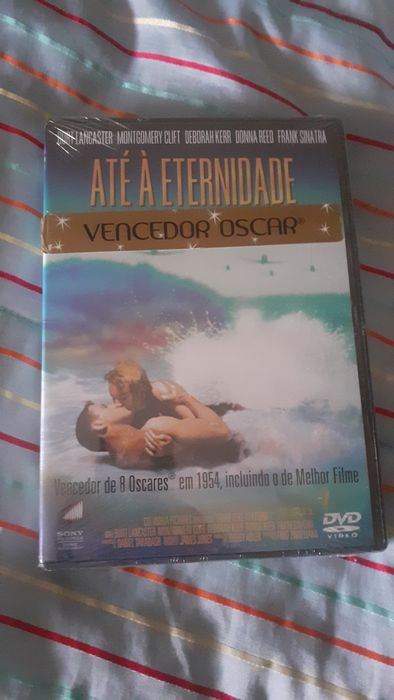 BURT LANCASTER MONTGOMERY CLIFT DEBORAH KERR DONNA REED FRANK SINATRA
ATÉ À ETERNIDADE
VENCEDOR OSCAR®
Vencedor de 8 Oscares® em 1954, incluindo o de Melhor Filme
SONY
DVD
VIDEO